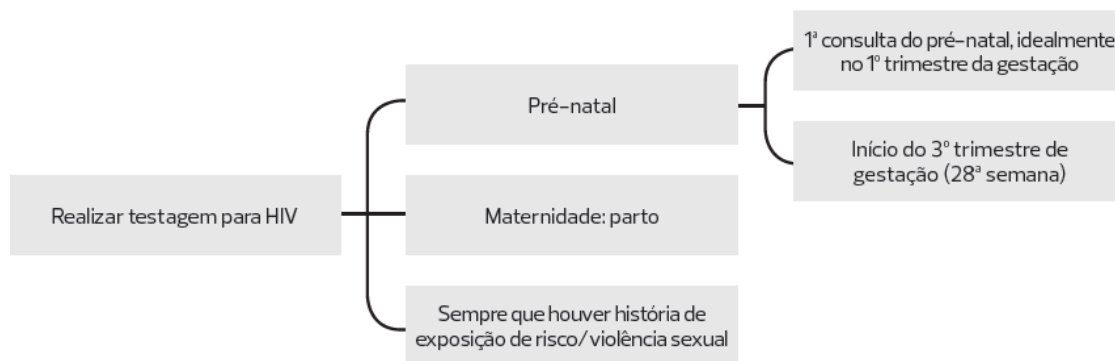 Realizar testagem para HIV
Pré-natal
1ª consulta do pré-natal, idealmente
no 1º trimestre da gestação
Início do 3º trimestre de
gestação (28ª semana)
Maternidade: parto
Sempre que houver história de
exposição de risco/violência sexual